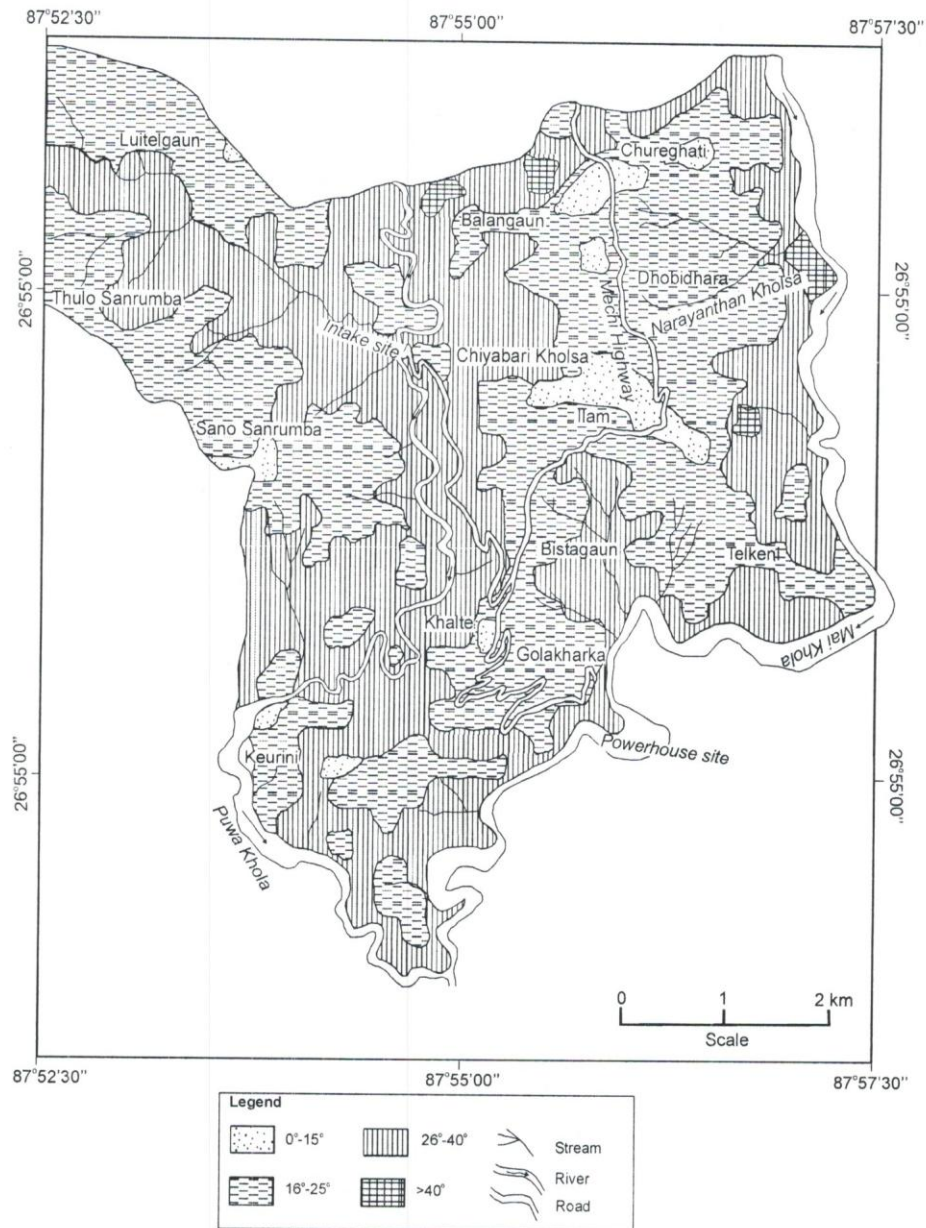 87°52'30"
87°55'00"
87°57'30"
Luitelgaun
Chureghati
Balangaun
Dhobidhara
26°55'00"
26°55'00"
Thulo Sanrumba
Mechi Highway
Narayanthan Kholsa
Intake site
Chiyabari Kholsa
Ilam
Sano Sanrumba
Bistagaun
Telkeni
Khalte
Golakharka
Mai Khola
Powerhouse site
Keurini
26°55'00"
26°55'00"
Puwa Khola
0 1 2 km
Scale
87°52'30"
87°55'00"
87°57'30"
Legend
0°-15°
26°-40°
Stream
16°-25°
>40°
River
Road